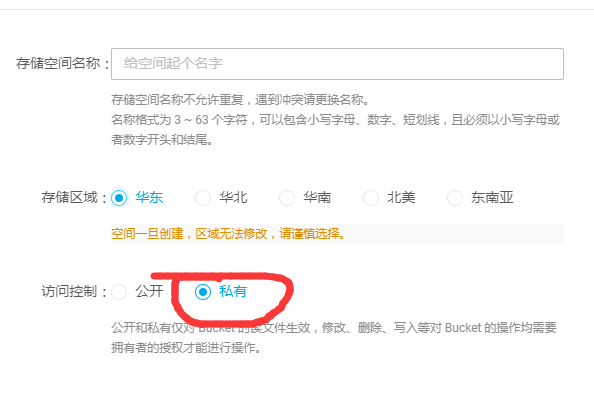 存储空间名称： 给空间起个名字
存储空间名称不允许重复，遇到冲突请更换名称。
名称格式为 3 ~ 63 个字符，可以包含小写字母、数字、短划线，且必须以小写字母或
者数字开头和结尾。
存储区域： 华东 华北 华南 北美 东南亚
空间一旦创建，区域无法修改，请谨慎选择。
访问控制： 公开 私有
公开和私有仅对 Bucket 的读文件生效，修改、删除、写入等对 Bucket 的操作均需要
拥有者的授权才能进行操作。